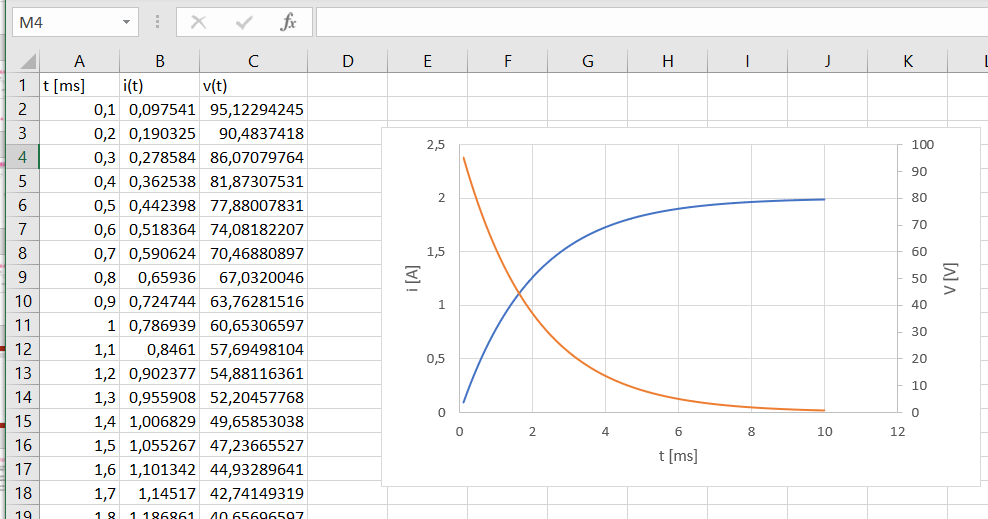 M4 fx
A B C D E F G H I J K L
1 t [ms] i(t) v(t)
2 0,1 0,097541 95,12294245
3 0,2 0,190325 90,4837418
4 0,3 0,278584 86,07079764
5 0,4 0,362538 81,87307531
6 0,5 0,442398 77,88007831
7 0,6 0,518364 74,08182207
8 0,7 0,590624 70,46880897
9 0,8 0,65936 67,0320046
10 0,9 0,724744 63,76281516
11 1 0,786939 60,65306597
12 1,1 0,8461 57,69498104
13 1,2 0,902377 54,88116361
14 1,3 0,955908 52,20457768
15 1,4 1,006829 49,65853038
16 1,5 1,055267 47,23665527
17 1,6 1,101342 44,93289641
18 1,7 1,14517 42,74149319
19 1,8 1,186861 40,65696597
2,5
2
1,5
1
0,5
0
i [A]
100
90
80
70
60
50
40
30
20
10
0
V [V]
0 2 4 6 8 10 12
t [ms]